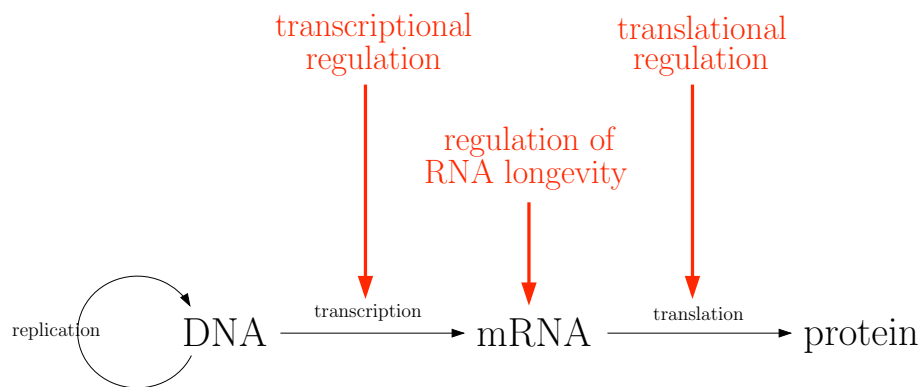 transcriptional
regulation
translational
regulation
regulation of
RNA longevity
replication
DNA
transcription
mRNA
translation
protein